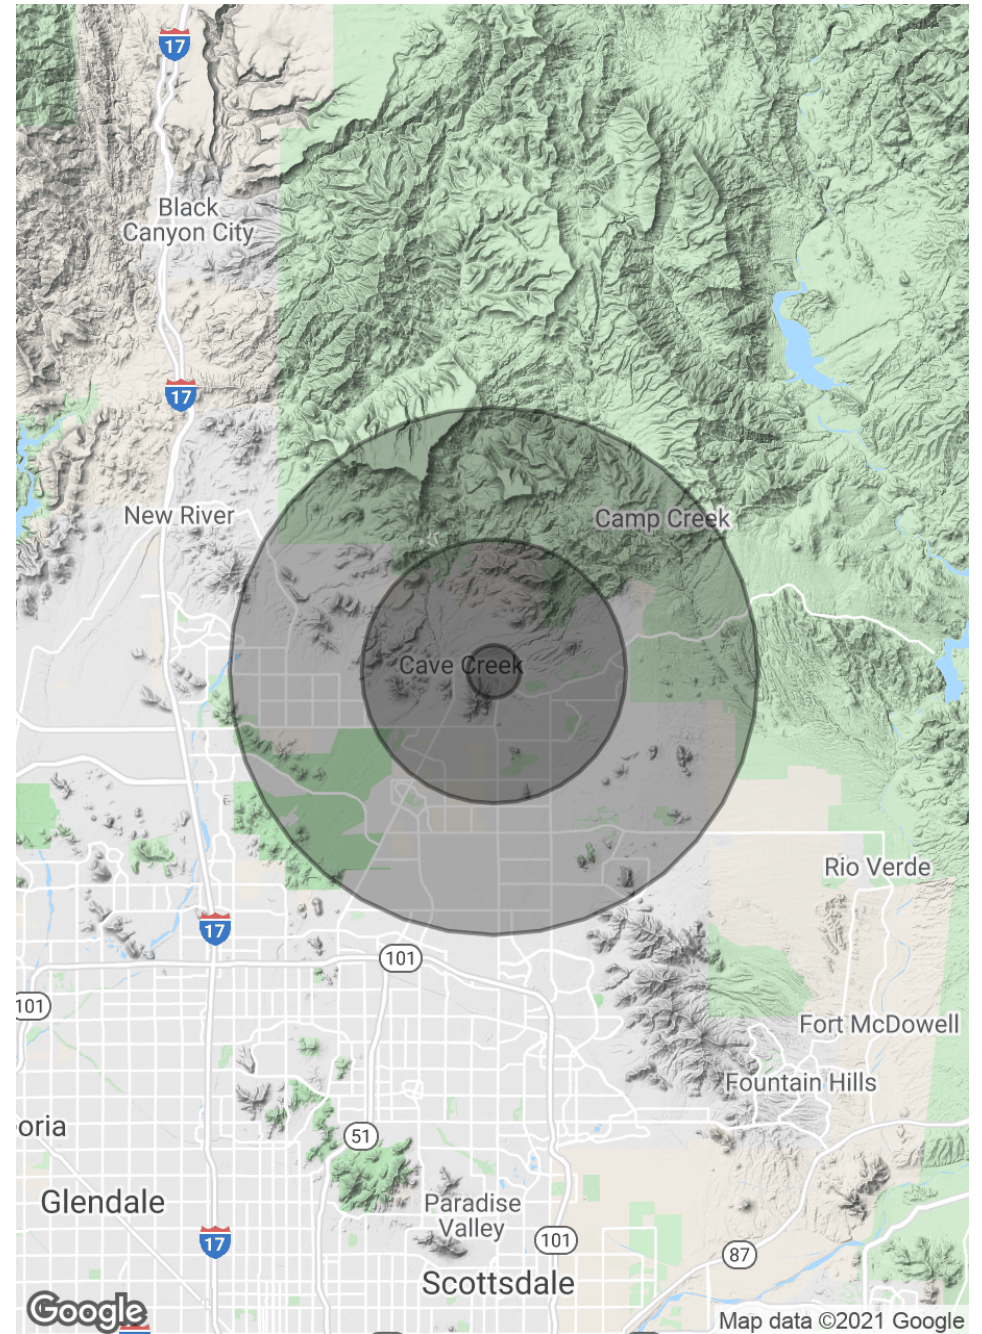 17
Black
Canyon City
17
New River
Camp Creek
Cave Creek
Rio Verde
17
101
101
Fort McDowell
Fountain Hills
oria
51
Glendale
Paradise
Valley
17
101
87
Scottsdale
Google
Map data ©2021 Google